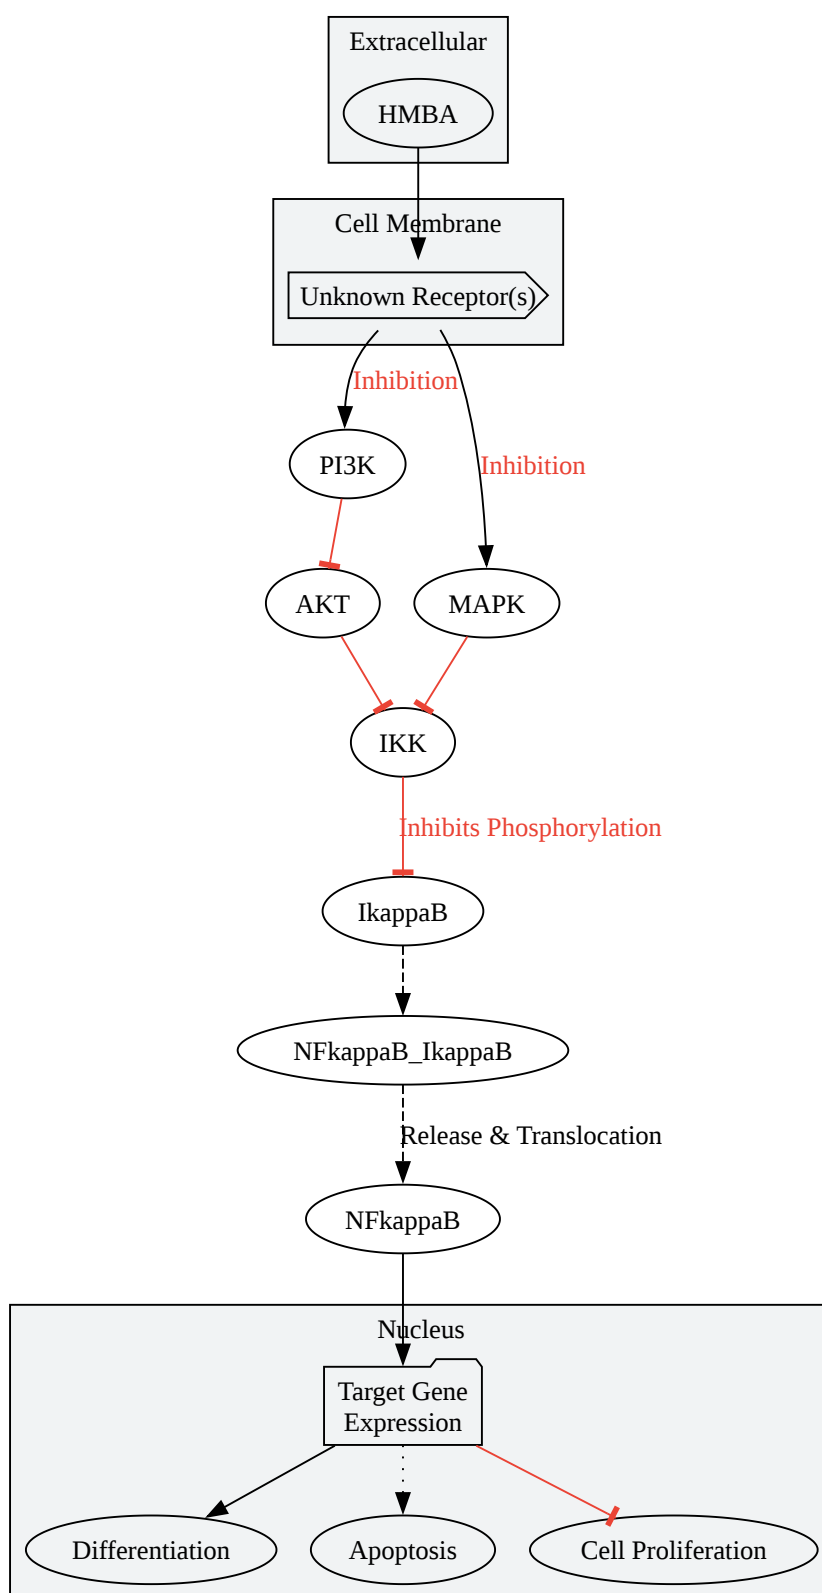 Extracellular
HMBA
Cell Membrane
Unknown Receptor(s)
Inhibition
PI3K
Inhibition
AKT
MAPK
IKK
Inhibits Phosphorylation
IkappaB
NFkappaB_IkappaB
Release & Translocation
NFkappaB
Nucleus
Target Gene
Expression
Differentiation
Apoptosis
Cell Proliferation